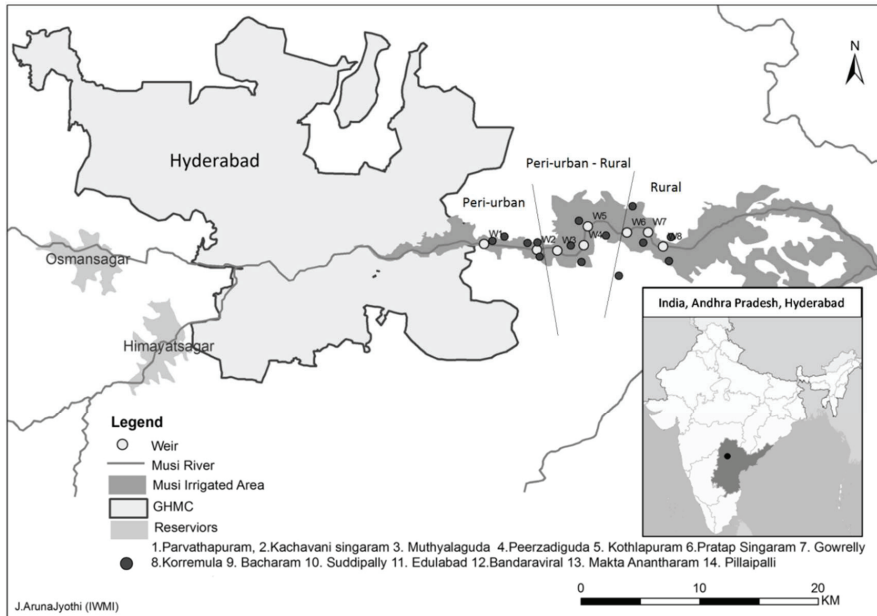 N
Hyderabad
Peri-urban - Rural
Peri-urban
Rural
W5
W1
W2
W3
W4
W6
W7
W8
Osmansagar
Himayatsagar
India, Andhra Pradesh, Hyderabad
Legend
Weir
Musi River
Musi Irrigated Area
GHMC
Reserviors
1.Parvathapuram, 2.Kachavani singaram 3. Muthyalaguda 4.Peerzadiguda 5. Kothlapuram 6.Pratap Singaram 7. Gowrelly
8.Korremula 9. Bacharam 10. Suddipally 11. Edulabad 12.Bandaraviral 13. Makta Anantharam 14. Pillaipalli
0 5 10 20
KM
J.ArunaJyothi (IWMI)